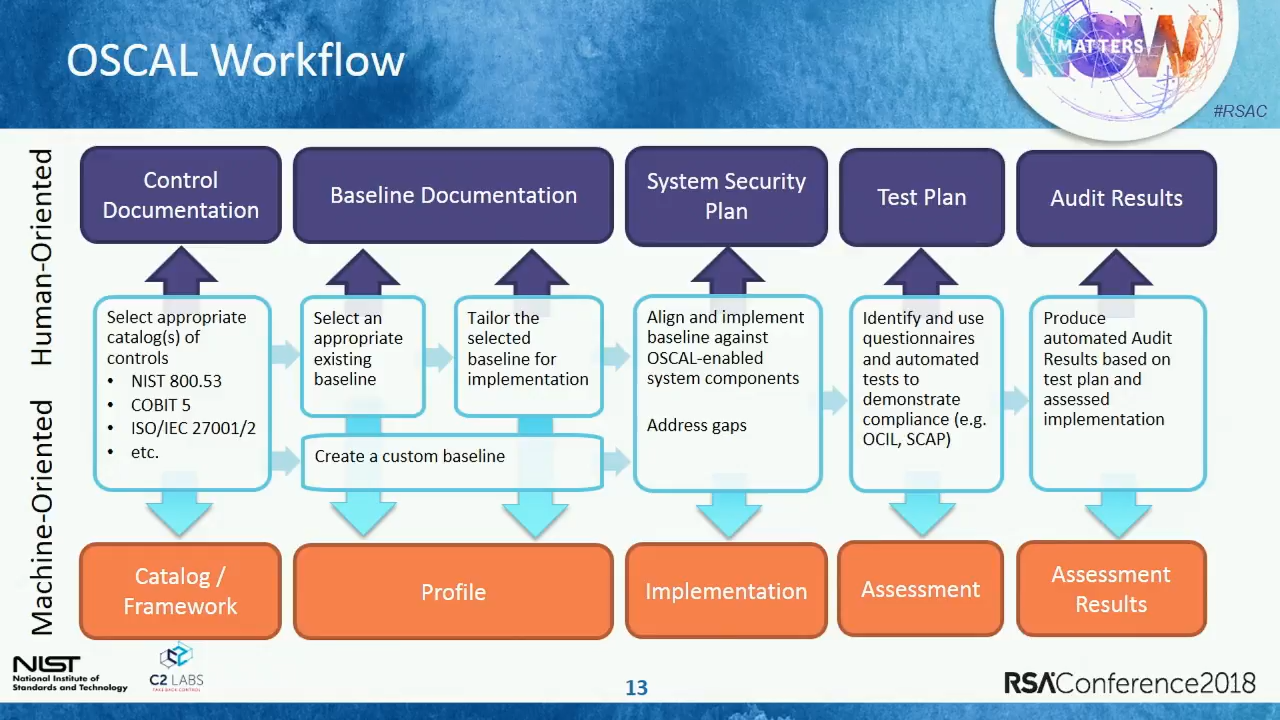 OSCAL Workflow
NOW
MATTERS
#RSAC
Human-Oriented
Machine-Oriented
Control
Documentation
Baseline Documentation
System Security
Plan
Test Plan
Audit Results
Select appropriate
catalog(s) of
controls
• NIST 800.53
• COBIT 5
• ISO/IEC 27001/2
• etc.
Select an
appropriate
existing
baseline
Tailor the
selected
baseline for
implementation
Create a custom baseline
Align and implement
baseline against
OSCAL-enabled
system components
Address gaps
Identify and use
questionnaires
and automated
tests to
demonstrate
compliance (e.g.
OCIL, SCAP)
Produce
automated Audit
Results based on
test plan and
assessed
implementation
Catalog /
Framework
Profile
Implementation
Assessment
Assessment
Results
NIST
National Institute of
Standards and Technology
C2 LABS
TAKE BACK CONTROL
13
RSAConference2018